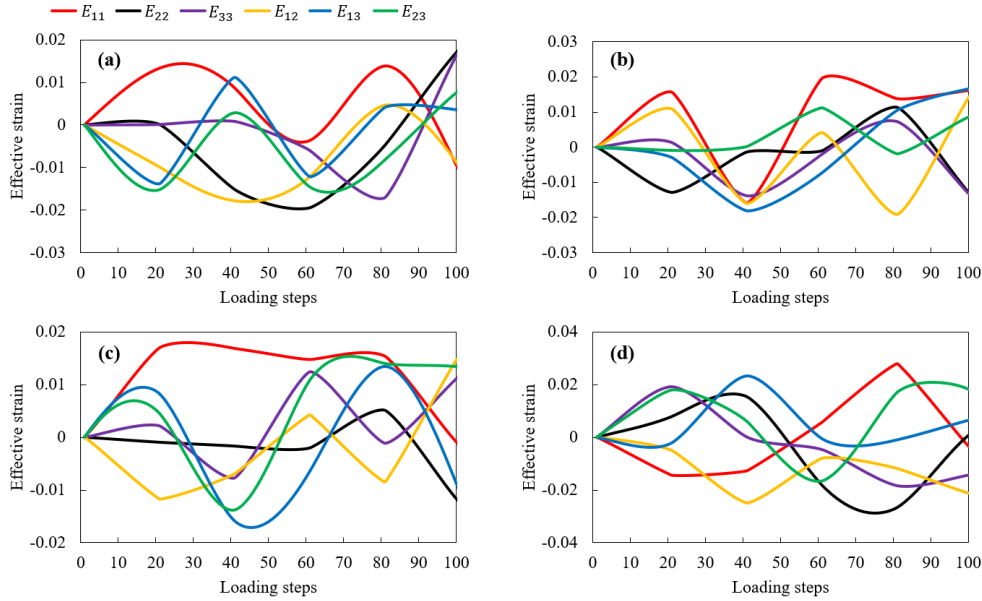 E₁₁ E₂₂ E₃₃ E₁₂ E₁₃ E₂₃
(a)
Effective strain
0.02
0.01
0
-0.01
-0.02
-0.03
0 10 20 30 40 50 60 70 80 90 100
Loading steps
(b)
Effective strain
0.03
0.02
0.01
0
-0.01
-0.02
-0.03
0 10 20 30 40 50 60 70 80 90 100
Loading steps
(c)
Effective strain
0.02
0.01
0
-0.01
-0.02
0 10 20 30 40 50 60 70 80 90 100
Loading steps
(d)
Effective strain
0.04
0.02
0
-0.02
-0.04
0 10 20 30 40 50 60 70 80 90 100
Loading steps